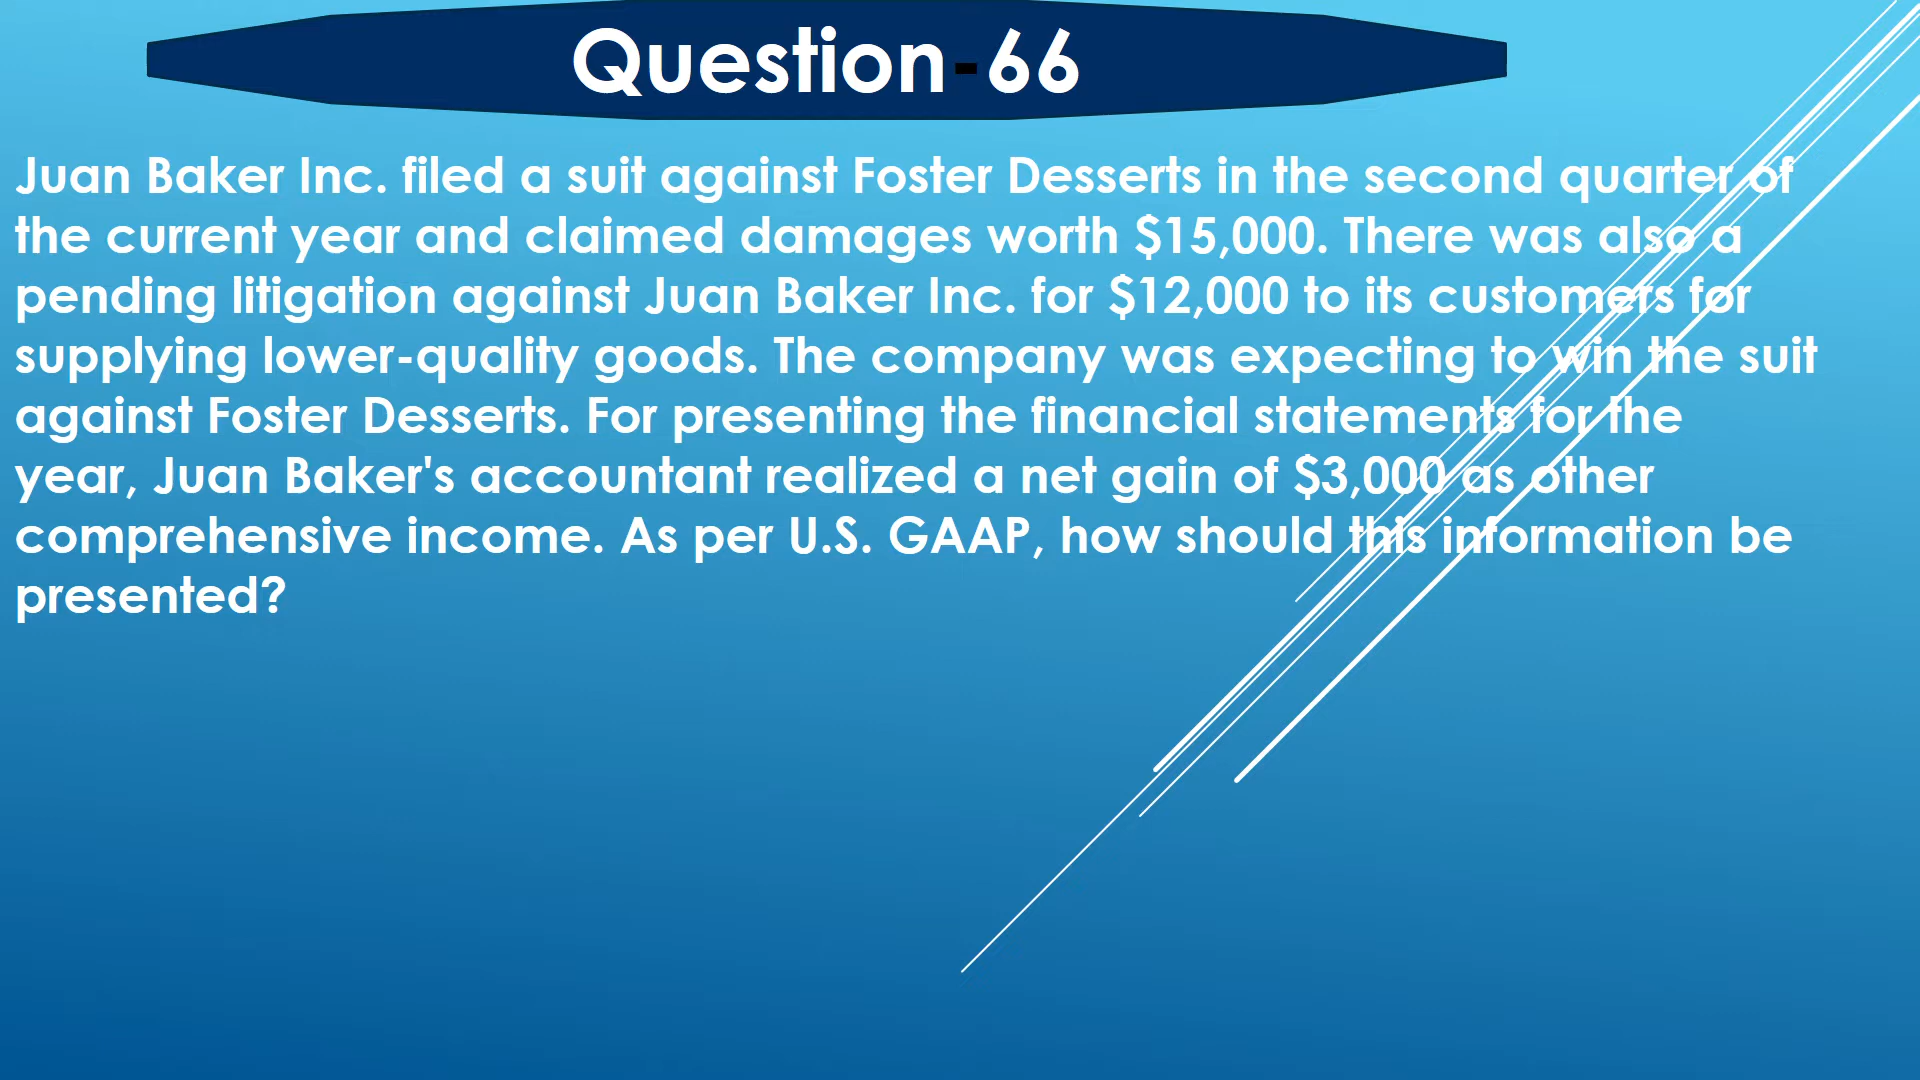 Question-66
Juan Baker Inc. filed a suit against Foster Desserts in the second quarter of
the current year and claimed damages worth $15,000. There was also a
pending litigation against Juan Baker Inc. for $12,000 to its customers for
supplying lower-quality goods. The company was expecting to win the suit
against Foster Desserts. For presenting the financial statements for the
year, Juan Baker's accountant realized a net gain of $3,000 as other
comprehensive income. As per U.S. GAAP, how should this information be
presented?